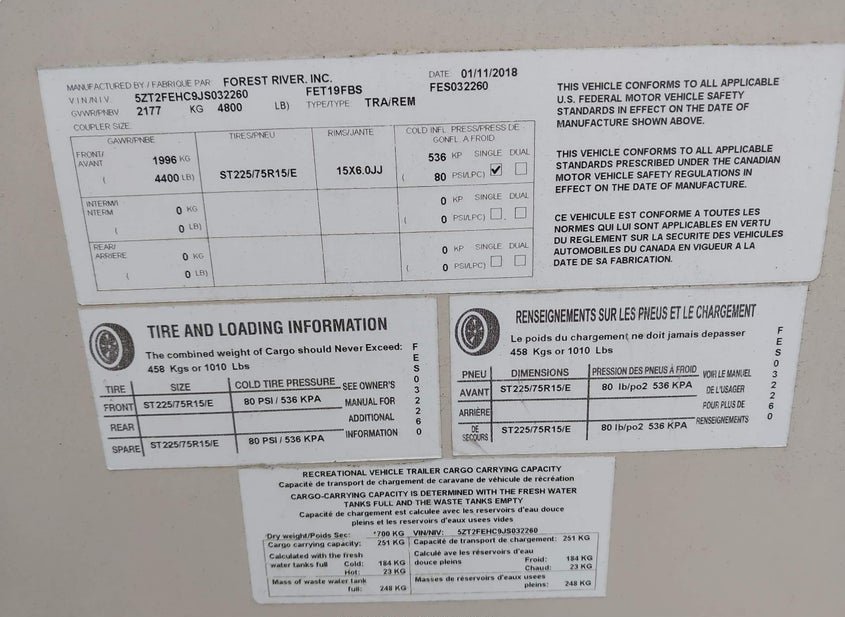 MANUFACTURED BY / FABRIQUE PAR FOREST RIVER, INC. DATE 01/11/2018
V I N / N I V . 5ZT2FEHC9JS032260 FET19FBS FES032260
GVWR/PNBV 2177 KG 4800 LB) TYPE/TYPE TRA/REM
COUPLER SIZE
GAWR/PNBE TIRES/PNEU RIMS/JANTE COLD INFL. PRESS/PRESS DE GONFL. A FROID
FRONT/ AVANT 1996 KG ST225/75R15/E 15X6.0JJ 536 KP SINGLE DUAL
( 4400 LB) ( 80 PSI/LPC)
INTERM/ NTERM 0 KG 0 KP SINGLE DUAL
( 0 LB) ( 0 PSI/LPC)
REAR/ ARRIERE 0 KG 0 KP SINGLE DUAL
( 0 LB) ( 0 PSI/LPC)
THIS VEHICLE CONFORMS TO ALL APPLICABLE
U.S. FEDERAL MOTOR VEHICLE SAFETY
STANDARDS IN EFFECT ON THE DATE OF
MANUFACTURE SHOWN ABOVE.
THIS VEHICLE CONFORMS TO ALL APPLICABLE
STANDARDS PRESCRIBED UNDER THE CANADIAN
MOTOR VEHICLE SAFETY REGULATIONS IN
EFFECT ON THE DATE OF MANUFACTURE.
CE VEHICULE EST CONFORME A TOUTES LES
NORMES QUI LUI SONT APPLICABLES EN VERTU
DU REGLEMENT SUR LA SECURITE DES VEHICULES
AUTOMOBILES DU CANADA EN VIGUEUR A LA
DATE DE SA FABRICATION.
TIRE AND LOADING INFORMATION
The combined weight of Cargo should Never Exceed:
458 Kgs or 1010 Lbs
TIRE SIZE COLD TIRE PRESSURE SEE OWNER'S
FRONT ST225/75R15/E 80 PSI / 536 KPA MANUAL FOR
REAR ADDITIONAL
SPARE ST225/75R15/E 80 PSI / 536 KPA INFORMATION
FES032260
RENSEIGNEMENTS SUR LES PNEUS ET LE CHARGEMENT
Le poids du chargement ne doit jamais depasser
458 Kgs or 1010 Lbs
PNEU DIMENSIONS PRESSION DES PNEUS À FROID VOIR LE MANUEL
AVANT ST225/75R15/E 80 lb/po2 536 KPA DE L'USAGER
ARRIÈRE POUR PLUS DE
DE SECOURS ST225/75R15/E 80 lb/po2 536 KPA RENSEIGNEMENTS
FES032260
RECREATIONAL VEHICLE TRAILER CARGO CARRYING CAPACITY
Capacité de transport de chargement de caravane de véhicule de récréation
CARGO-CARRYING CAPACITY IS DETERMINED WITH THE FRESH WATER
TANKS FULL AND THE WASTE TANKS EMPTY
Capacité de chargement est calculee avec les reservoirs d'eau douce
pleins et les reservoirs d'eaux usees vides
Dry weight/Poids Sec: 1700 KG VIN/NIV: 5ZT2FEHC9JS032260
Cargo carrying capacity: 251 KG Capacité de transport de chargement: 251 KG
Calculated with the fresh Calculé ave les réservoirs d'eau
water tanks full Cold: 184 KG douce pleins Froid: 184 KG
Hot: 23 KG Chaud: 23 KG
Mass of waste water tank Masses de réservoirs d'eaux usees
full: 248 KG pleins: 248 KG